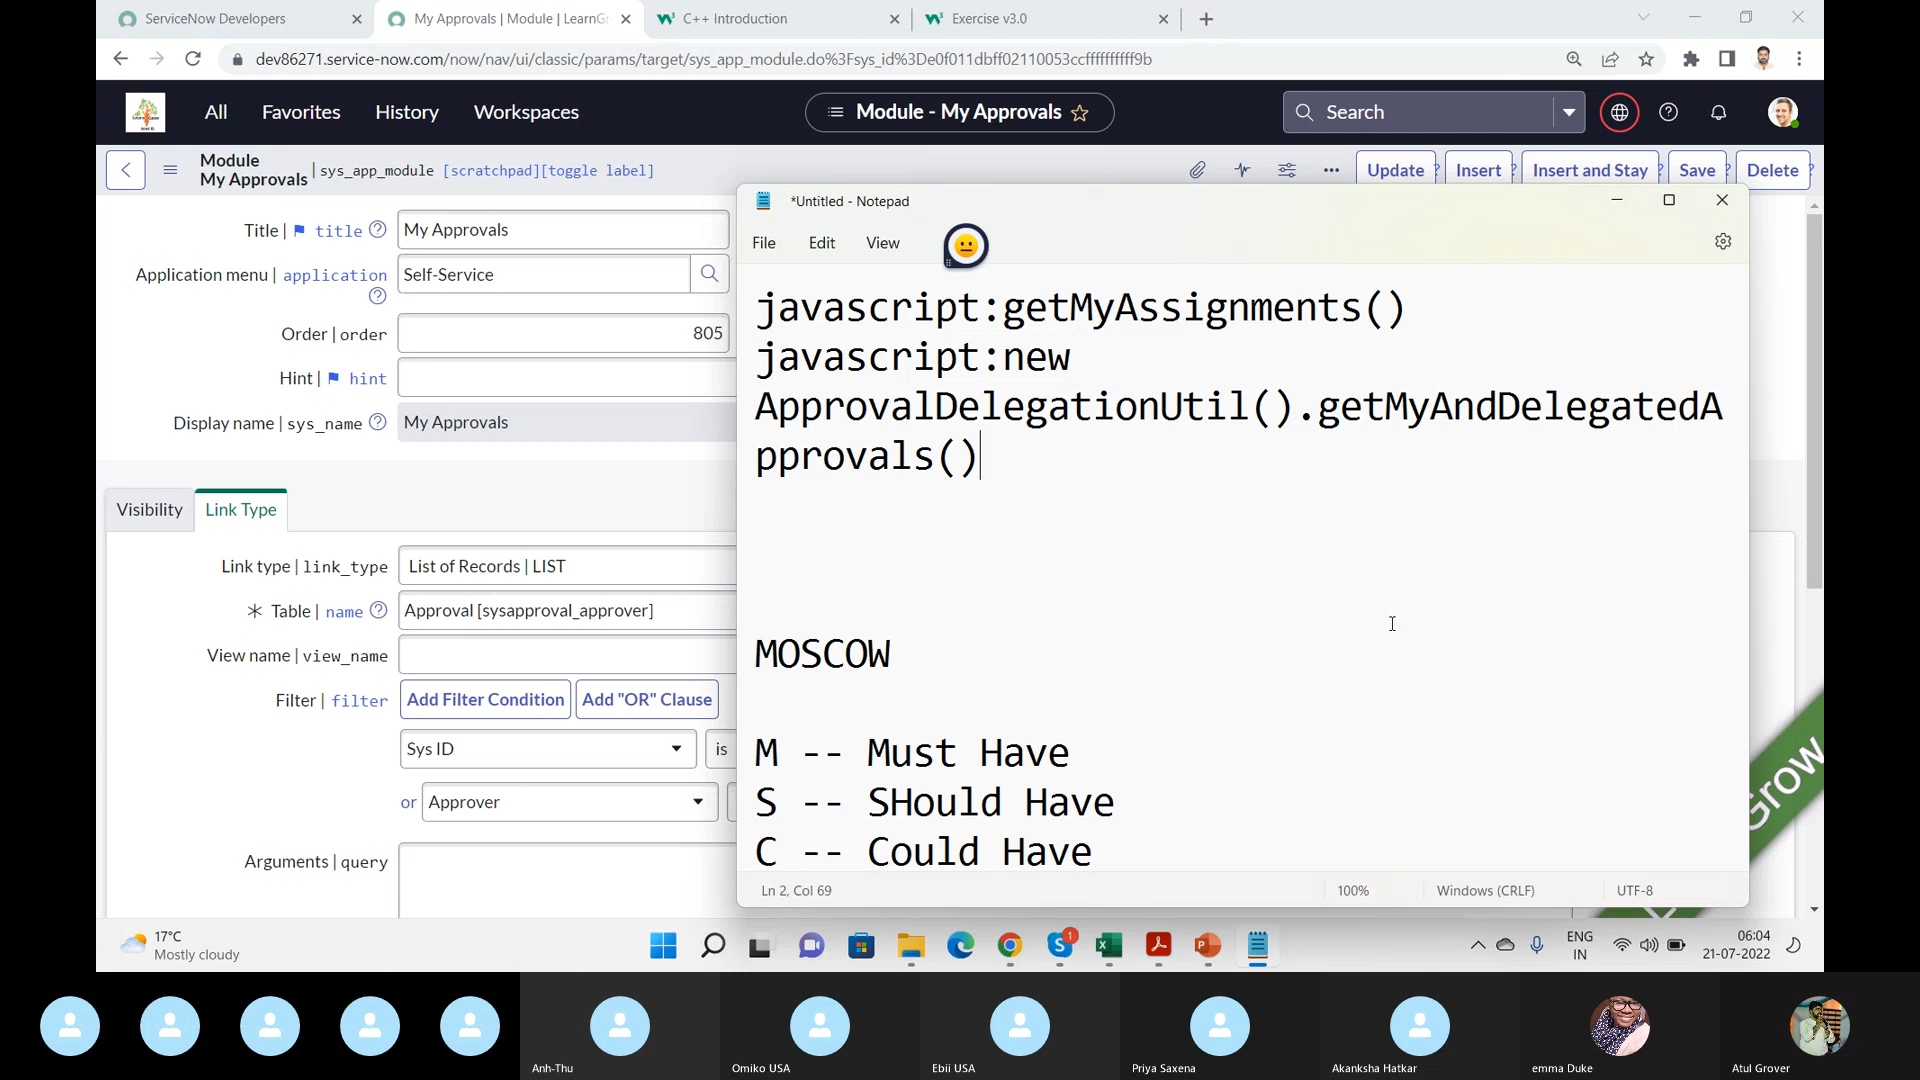 ServiceNow Developers
My Approvals | Module | LearnGr
C++ Introduction
Exercise v3.0
dev86271.service-now.com/now/nav/ui/classic/params/target/sys_app_module.do%3Fsys_id%3De0f011dbff02110053ccffffffffff9b
All Favorites History Workspaces
Module - My Approvals
Search
Module
My Approvals | sys_app_module [scratchpad][toggle label]
Update ? Insert ? Insert and Stay ? Save ? Delete ?
Title | title My Approvals
Application menu | application Self-Service
Order | order 805
Hint | hint
Display name | sys_name My Approvals
Visibility Link Type
Link type | link_type List of Records | LIST
Table | name Approval [sysapproval_approver]
View name | view_name
Filter | filter Add Filter Condition Add "OR" Clause
Sys ID is
or Approver
Arguments | query
*Untitled - Notepad
File Edit View
javascript:getMyAssignments()
javascript:new
ApprovalDelegationUtil().getMyAndDelegatedA
pprovals()
MOSCOW
M -- Must Have
S -- SHould Have
C -- Could Have
Ln 2, Col 69 100% Windows (CRLF) UTF-8
Grow
17°C
Mostly cloudy
1
ENG
IN
06:04
21-07-2022
Anh-Thu Omiko USA Ebii USA Priya Saxena Akanksha Hatkar emma Duke Atul Grover